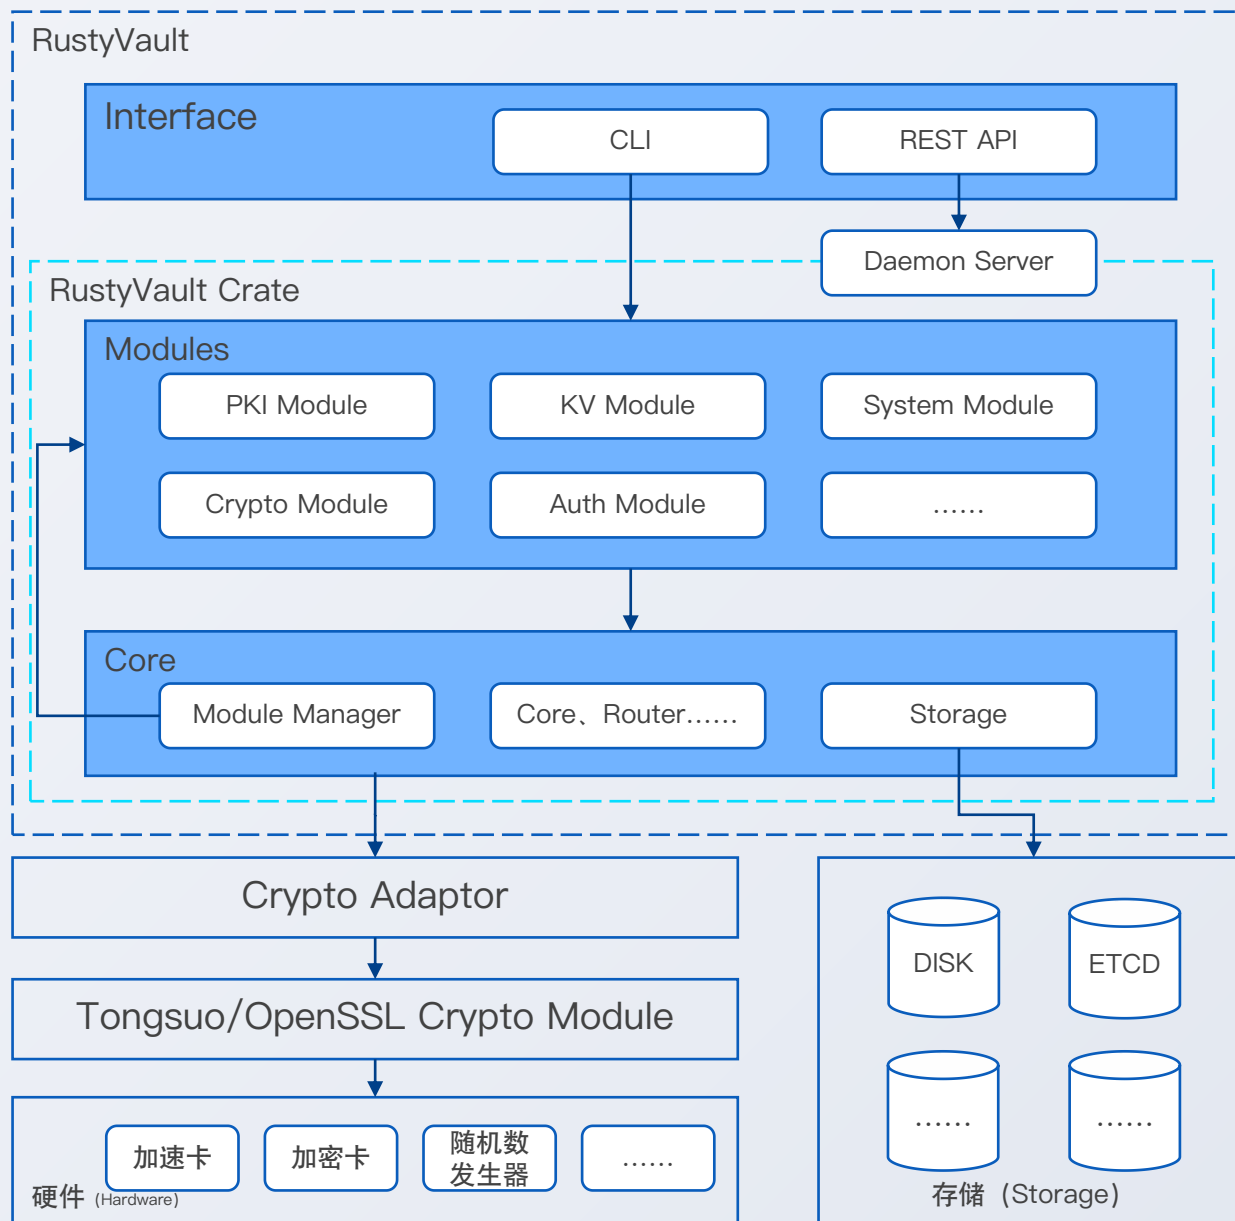 RustyVault
Interface
CLI
REST API
Daemon Server
RustyVault Crate
Modules
PKI Module
KV Module
System Module
Crypto Module
Auth Module
……
Core
Module Manager
Core、Router……
Storage
Crypto Adaptor
Tongsuo/OpenSSL Crypto Module
加速卡
加密卡
随机数
发生器
……
硬件 (Hardware)
DISK
ETCD
……
……
存储 (Storage)